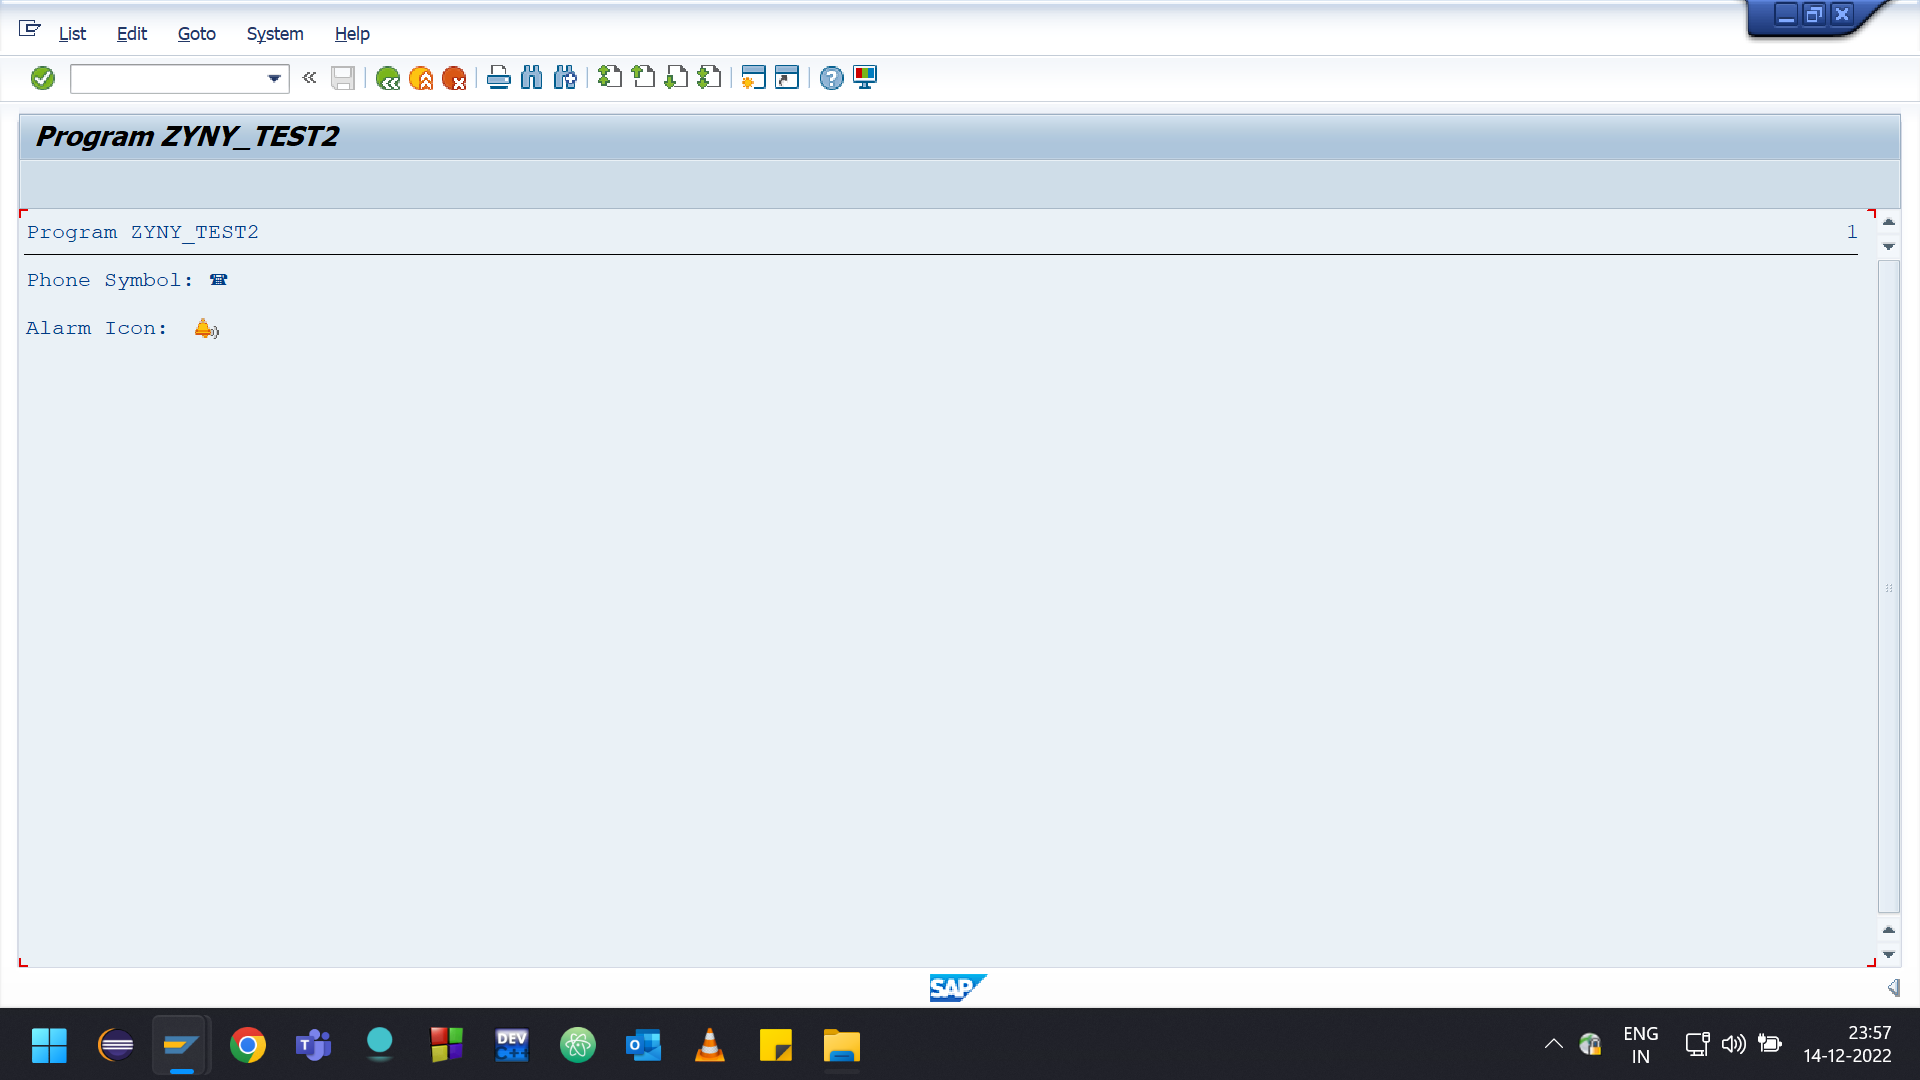 List Edit Goto System Help
Program ZYNY_TEST2
Program ZYNY_TEST2 1
Phone Symbol: ☎
Alarm Icon:
SAP
DEV
C++
ENG
IN
23:57
14-12-2022